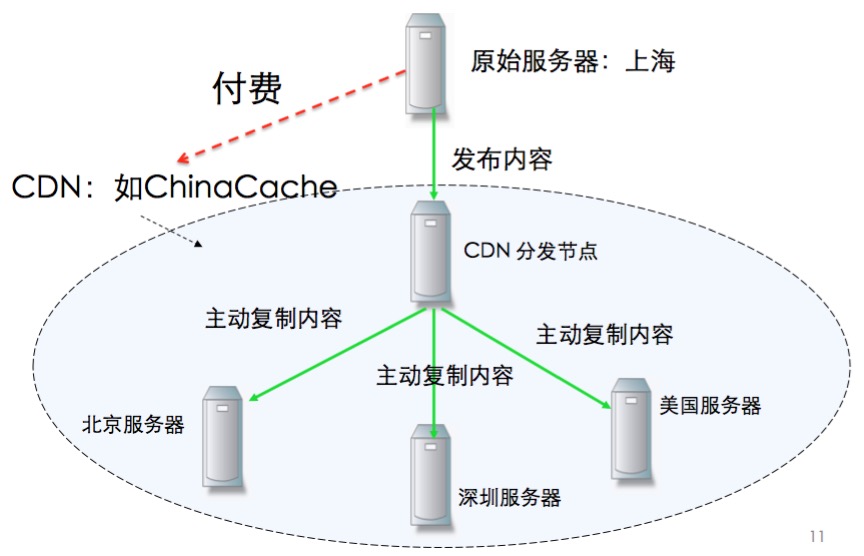 原始服务器：上海
付费
发布内容
CDN：如ChinaCache
CDN 分发节点
主动复制内容
主动复制内容
主动复制内容
北京服务器
美国服务器
深圳服务器
11